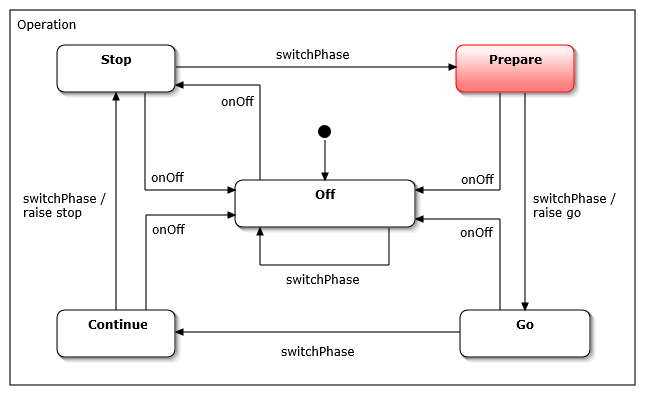 Operation
Stop
switchPhase
Prepare
onOff
onOff
onOff
Off
switchPhase /
raise stop
switchPhase /
raise go
onOff
onOff
switchPhase
Continue
Go
switchPhase